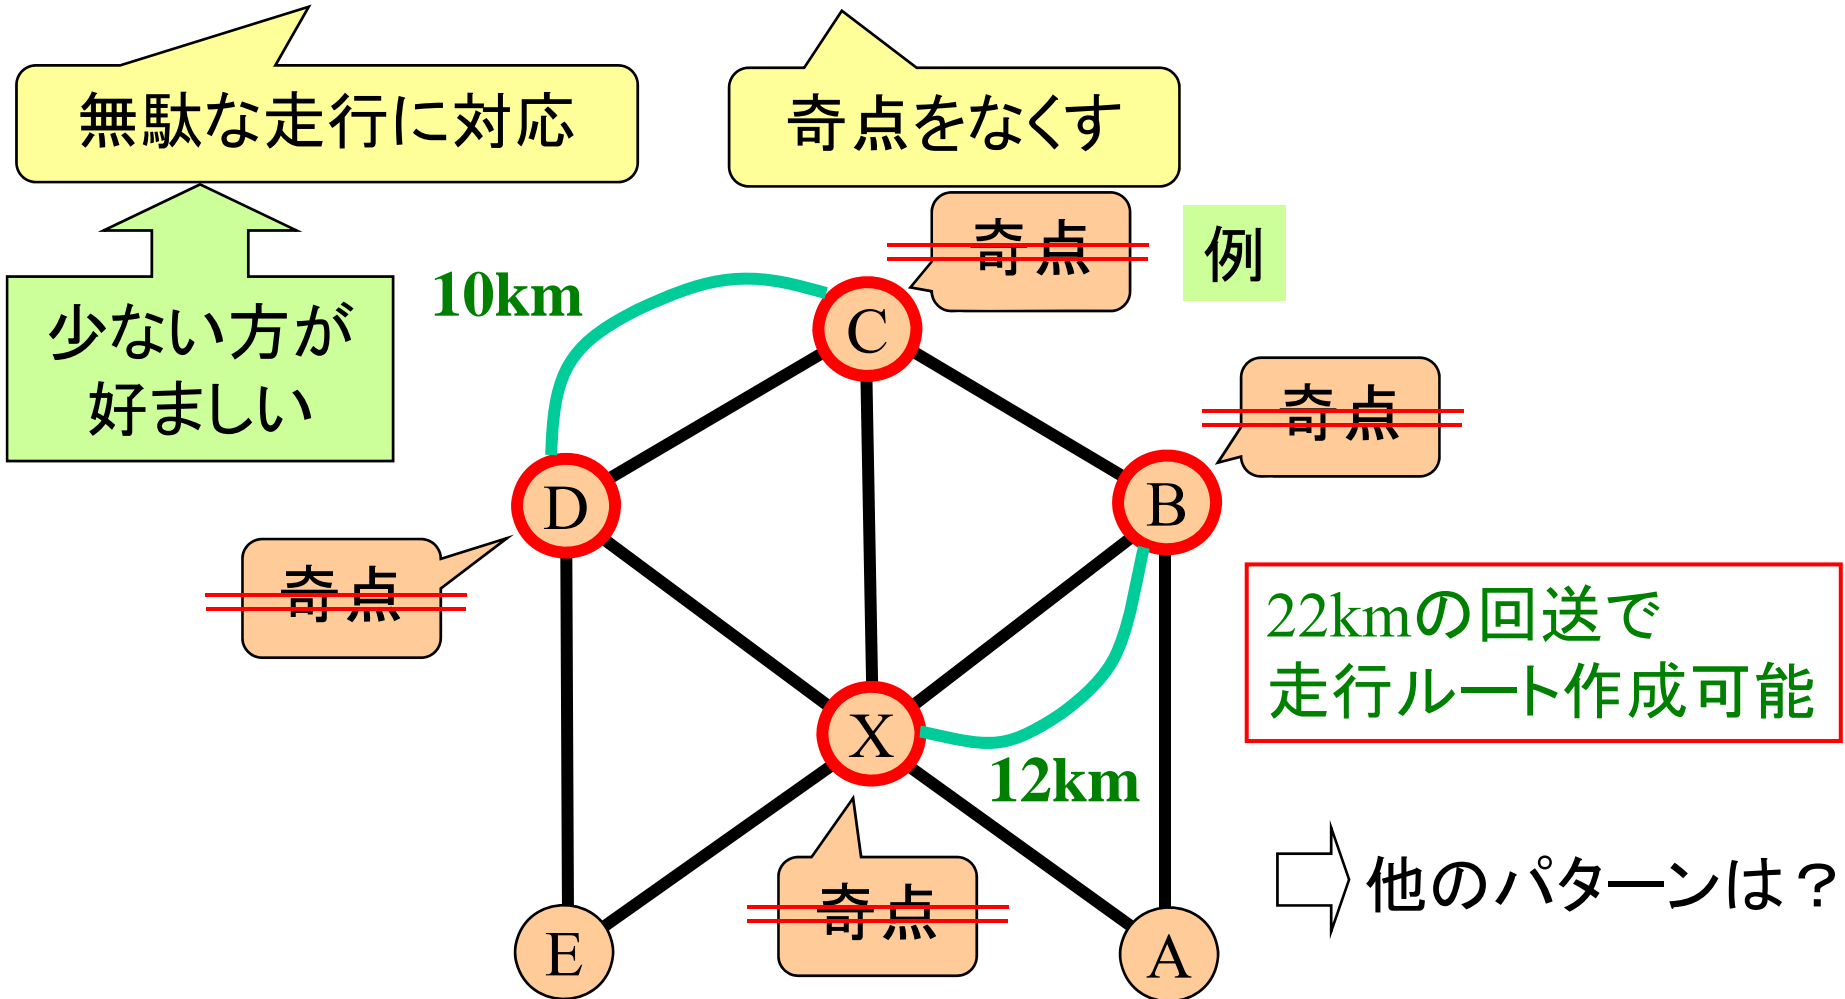 無駄な走行に対応
奇点をなくす
少ない方が
好ましい
10km
奇点
例
C
奇点
D
B
奇点
22kmの回送で
走行ルート作成可能
X
12km
奇点
他のパターンは？
E
A